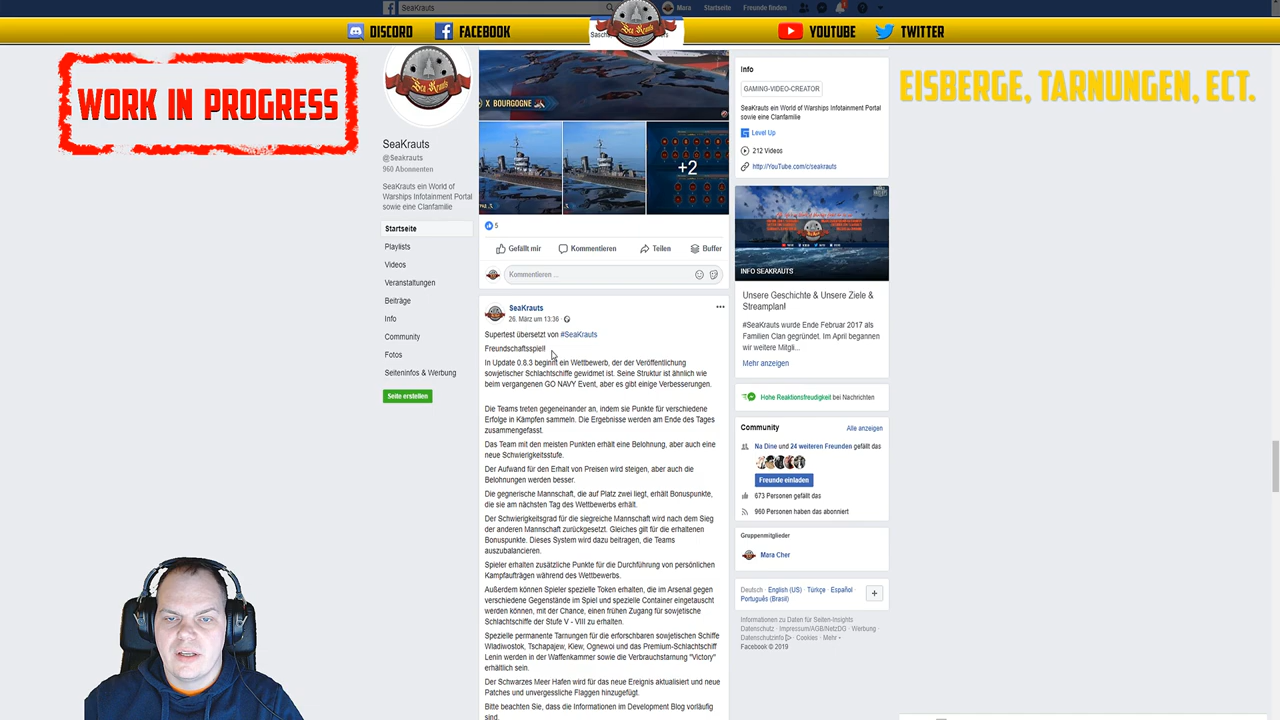 SeaKrauts
Mara
Startseite
Freunde finden
DISCORD
FACEBOOK
Sea Krauts
YOUTUBE
TWITTER
WORK IN PROGRESS
EISBERGE, TARNUNGEN, ECT.
SeaKrauts
@Seakrauts
960 Abonnenten
SeaKrauts ein World of
Warships Infotainment Portal
sowie eine Clanfamilie
Startseite
Playlists
Videos
Veranstaltungen
Beiträge
Info
Community
Fotos
Seiteninfos & Werbung
Seite erstellen
X BOURGOGNE
+2
5
Gefällt mir
Kommentieren
Teilen
Buffer
Kommentieren ...
SeaKrauts
26. März um 13:36
Supertest übersetzt von #SeaKrauts
Freundschaftsspiel!
In Update 0.8.3 beginnt ein Wettbewerb, der der Veröffentlichung
sowjetischer Schlachtschiffe gewidmet ist. Seine Struktur ist ähnlich wie
beim vergangenen GO NAVY Event, aber es gibt einige Verbesserungen.
Die Teams treten gegeneinander an, indem sie Punkte für verschiedene
Erfolge in Kämpfen sammeln. Die Ergebnisse werden am Ende des Tages
zusammengefasst.
Das Team mit den meisten Punkten erhält eine Belohnung, aber auch eine
neue Schwierigkeitsstufe.
Der Aufwand für den Erhalt von Preisen wird steigen, aber auch die
Belohnungen werden besser.
Die gegnerische Mannschaft, die auf Platz zwei liegt, erhält Bonuspunkte,
die sie am nächsten Tag des Wettbewerbs erhält.
Der Schwierigkeitsgrad für die siegreiche Mannschaft wird nach dem Sieg
der anderen Mannschaft zurückgesetzt. Gleiches gilt für die erhaltenen
Bonuspunkte. Dieses System wird dazu beitragen, die Teams
auszubalancieren.
Spieler erhalten zusätzliche Punkte für die Durchführung von persönlichen
Kampfaufträgen während des Wettbewerbs.
Außerdem können Spieler spezielle Token erhalten, die im Arsenal gegen
verschiedene Gegenstände im Spiel und spezielle Container eingetauscht
werden können, mit der Chance, einen frühen Zugang für sowjetische
Schlachtschiffe der Stufe V - VIII zu erhalten.
Spezielle permanente Tarnungen für die erforschbaren sowjetischen Schiffe
Wladiwostok, Tschapajew, Kiew, Ognewoi und das Premium-Schlachtschiff
Lenin werden in der Waffenkammer sowie die Verbrauchstarnung "Victory"
erhältlich sein.
Der Schwarzes Meer Hafen wird für das neue Ereignis aktualisiert und neue
Patches und unvergessliche Flaggen hinzugefügt.
Bitte beachten Sie, dass die Informationen im Development Blog vorläufig
sind.
Info
GAMING-VIDEO-CREATOR
SeaKrauts ein World of Warships Infotainment Portal
sowie eine Clanfamilie
Level Up
212 Videos
http://YouTube.com/c/seakrauts
INFO SEAKRAUTS
Unsere Geschichte & Unsere Ziele &
Streamplan!
#SeaKrauts wurde Ende Februar 2017 als
Familien Clan gegründet. Im April begannen
wir weitere Mitgli...
Mehr anzeigen
Hohe Reaktionsfreudigkeit bei Nachrichten
Community
Alle anzeigen
Na Dine und 24 weiteren Freunden gefällt das
Freunde einladen
673 Personen gefällt das
960 Personen haben das abonniert
Gruppenmitglieder
Mara Cher
Deutsch · English (US) · Türkçe · Español ·
Português (Brasil)
+
Informationen zu Daten für Seiten-Insights
Datenschutz · Impressum/AGB/NetzDG · Werbung ·
Datenschutzinfo · Cookies · Mehr
Facebook © 2019